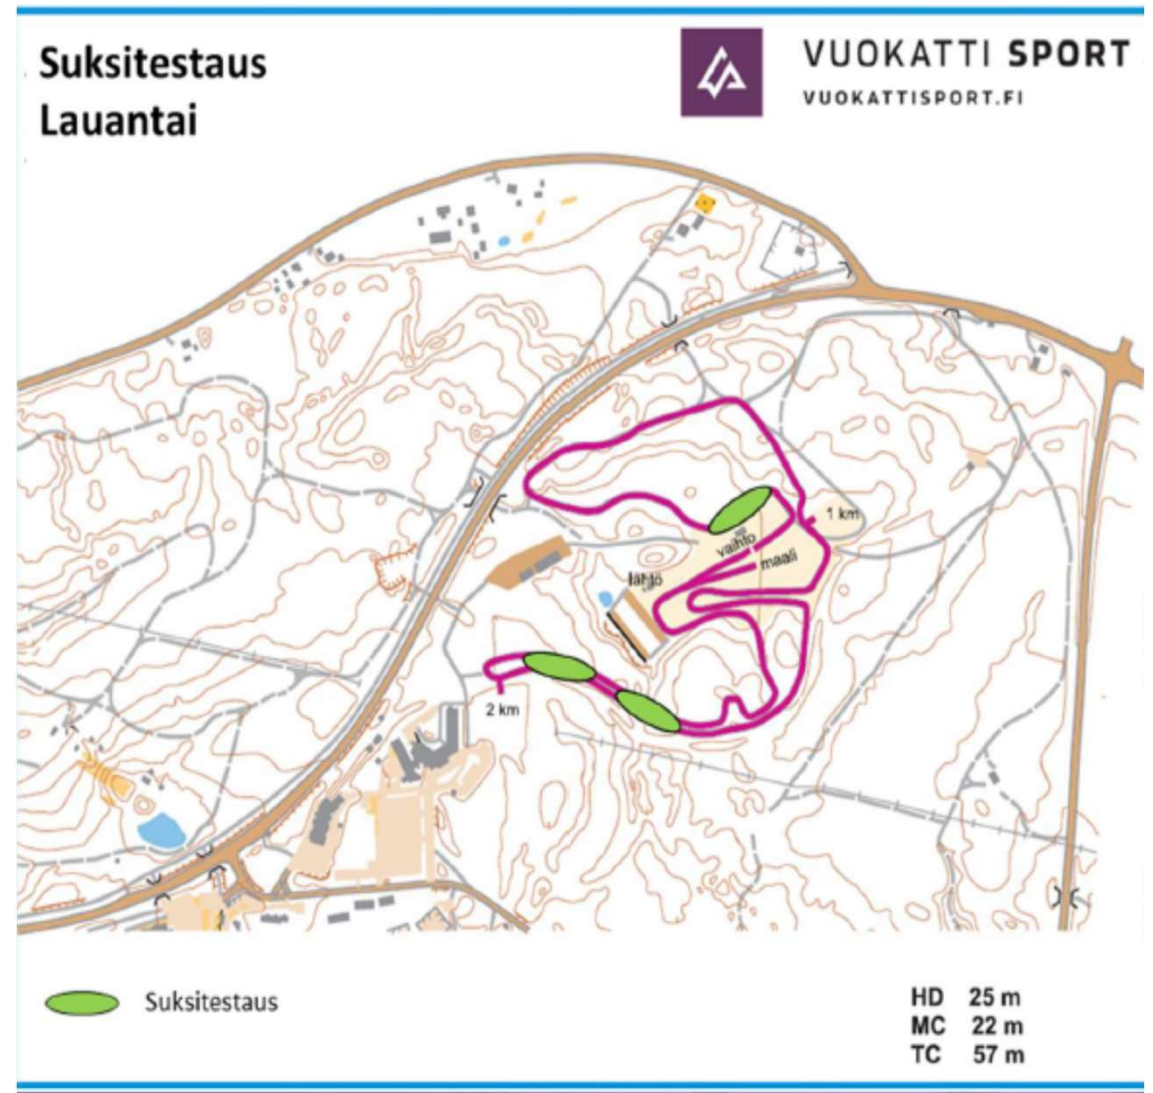 Suksitestaus
Lauantai
VUOKATTI SPORT
VUOKATTISPORT.FI
1 km
vaihto
maali
lähtö
2 km
Suksitestaus
HD 25 m
MC 22 m
TC 57 m